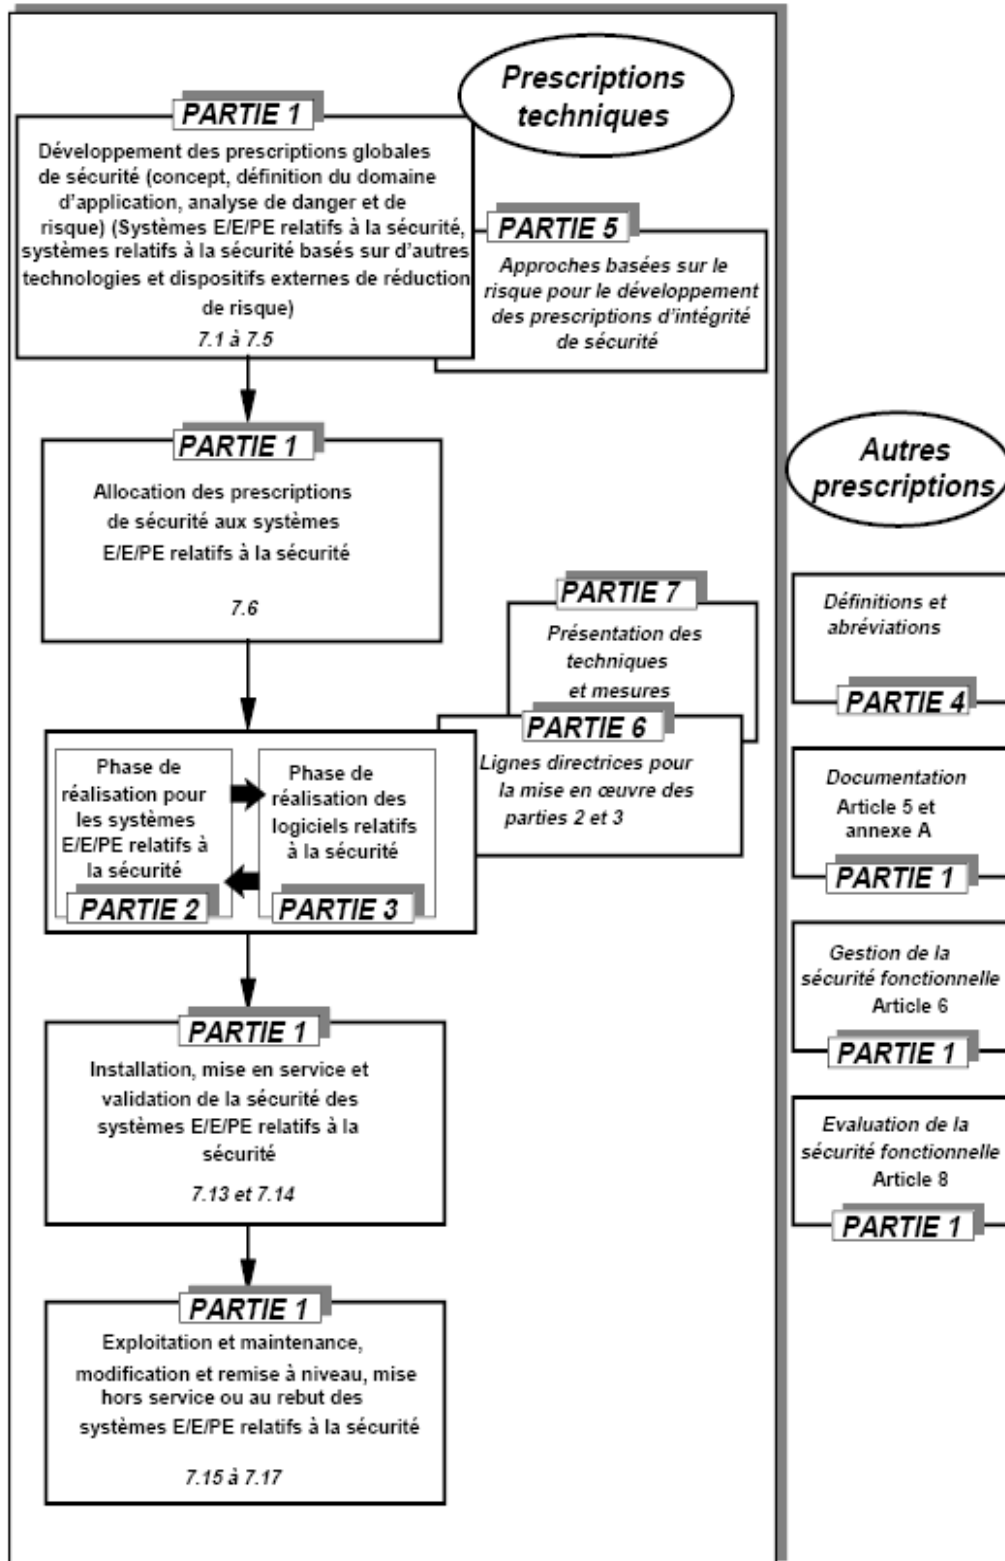 Prescriptions
techniques
PARTIE 1
Développement des prescriptions globales
de sécurité (concept, définition du domaine
d'application, analyse de danger et de
risque) (Systèmes E/E/PE relatifs à la sécurité,
systèmes relatifs à la sécurité basés sur d'autres
technologies et dispositifs externes de réduction
de risque)
7.1 à 7.5
PARTIE 5
Approches basées sur le
risque pour le développement
des prescriptions d'intégrité
de sécurité
PARTIE 1
Allocation des prescriptions
de sécurité aux systèmes
E/E/PE relatifs à la sécurité
7.6
PARTIE 7
Présentation des
techniques
et mesures
PARTIE 6
Lignes directrices pour
la mise en œuvre des
parties 2 et 3
Phase de
réalisation pour
les systèmes
E/E/PE relatifs à
la sécurité
PARTIE 2
Phase de
réalisation des
logiciels relatifs
à la sécurité
PARTIE 3
PARTIE 1
Installation, mise en service et
validation de la sécurité des
systèmes E/E/PE relatifs à la
sécurité
7.13 et 7.14
PARTIE 1
Exploitation et maintenance,
modification et remise à niveau, mise
hors service ou au rebut des
systèmes E/E/PE relatifs à la sécurité
7.15 à 7.17
Autres
prescriptions
Définitions et
abréviations
PARTIE 4
Documentation
Article 5 et
annexe A
PARTIE 1
Gestion de la
sécurité fonctionnelle
Article 6
PARTIE 1
Evaluation de la
sécurité fonctionnelle
Article 8
PARTIE 1